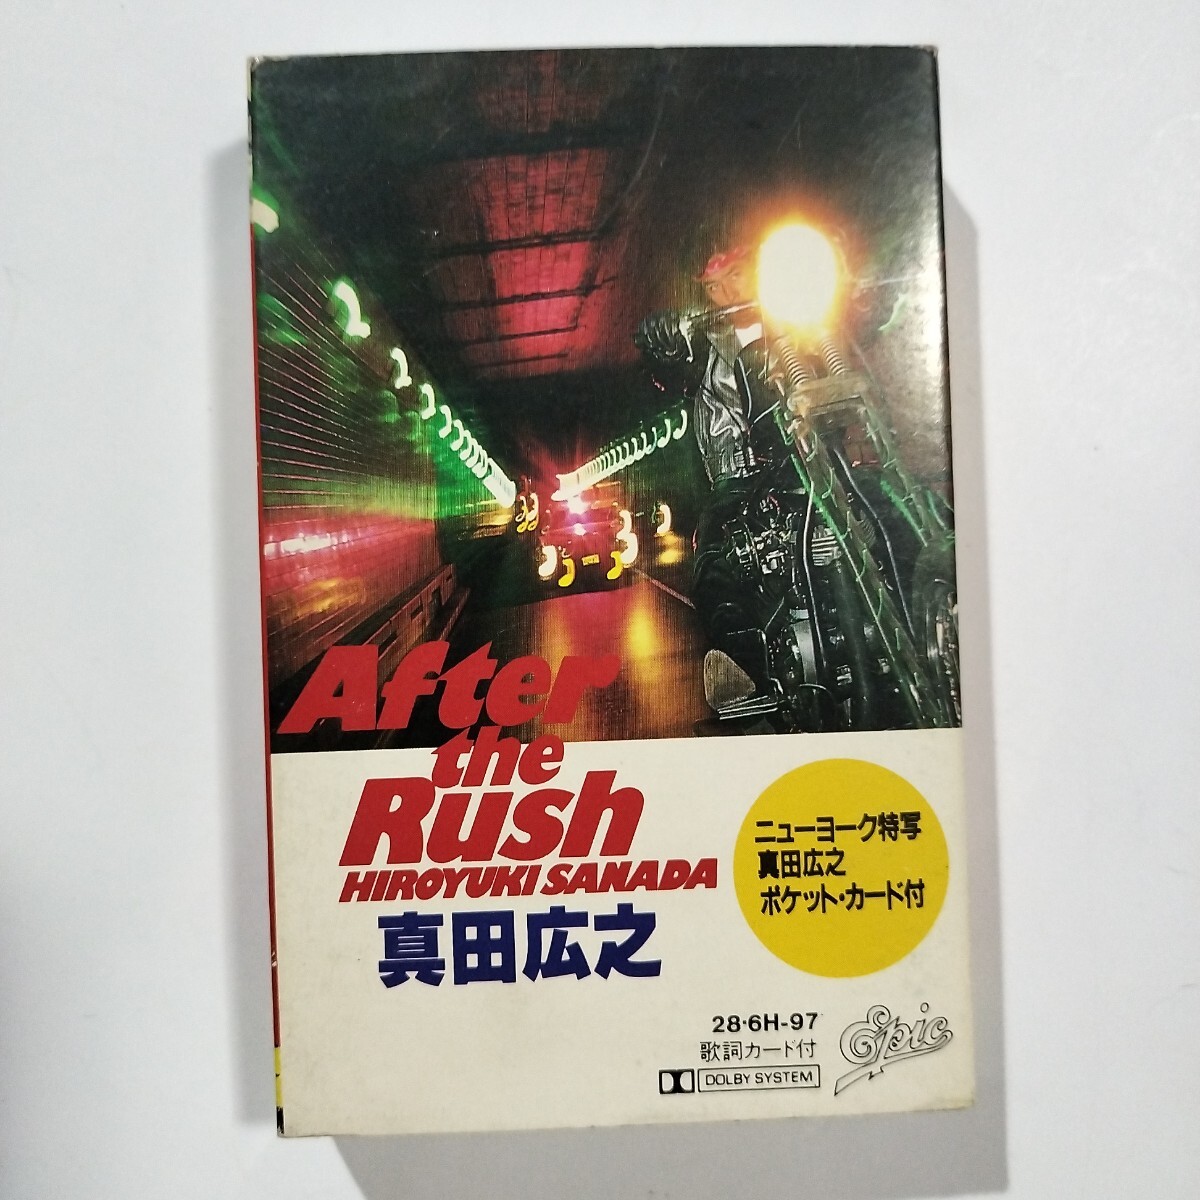 After
the
Rush
HIROYUKI SANADA
真田広之
ニューヨーク特写
真田広之
ポケット・カード付
28・6H-97
歌詞カード付
DOLBY SYSTEM
Epic